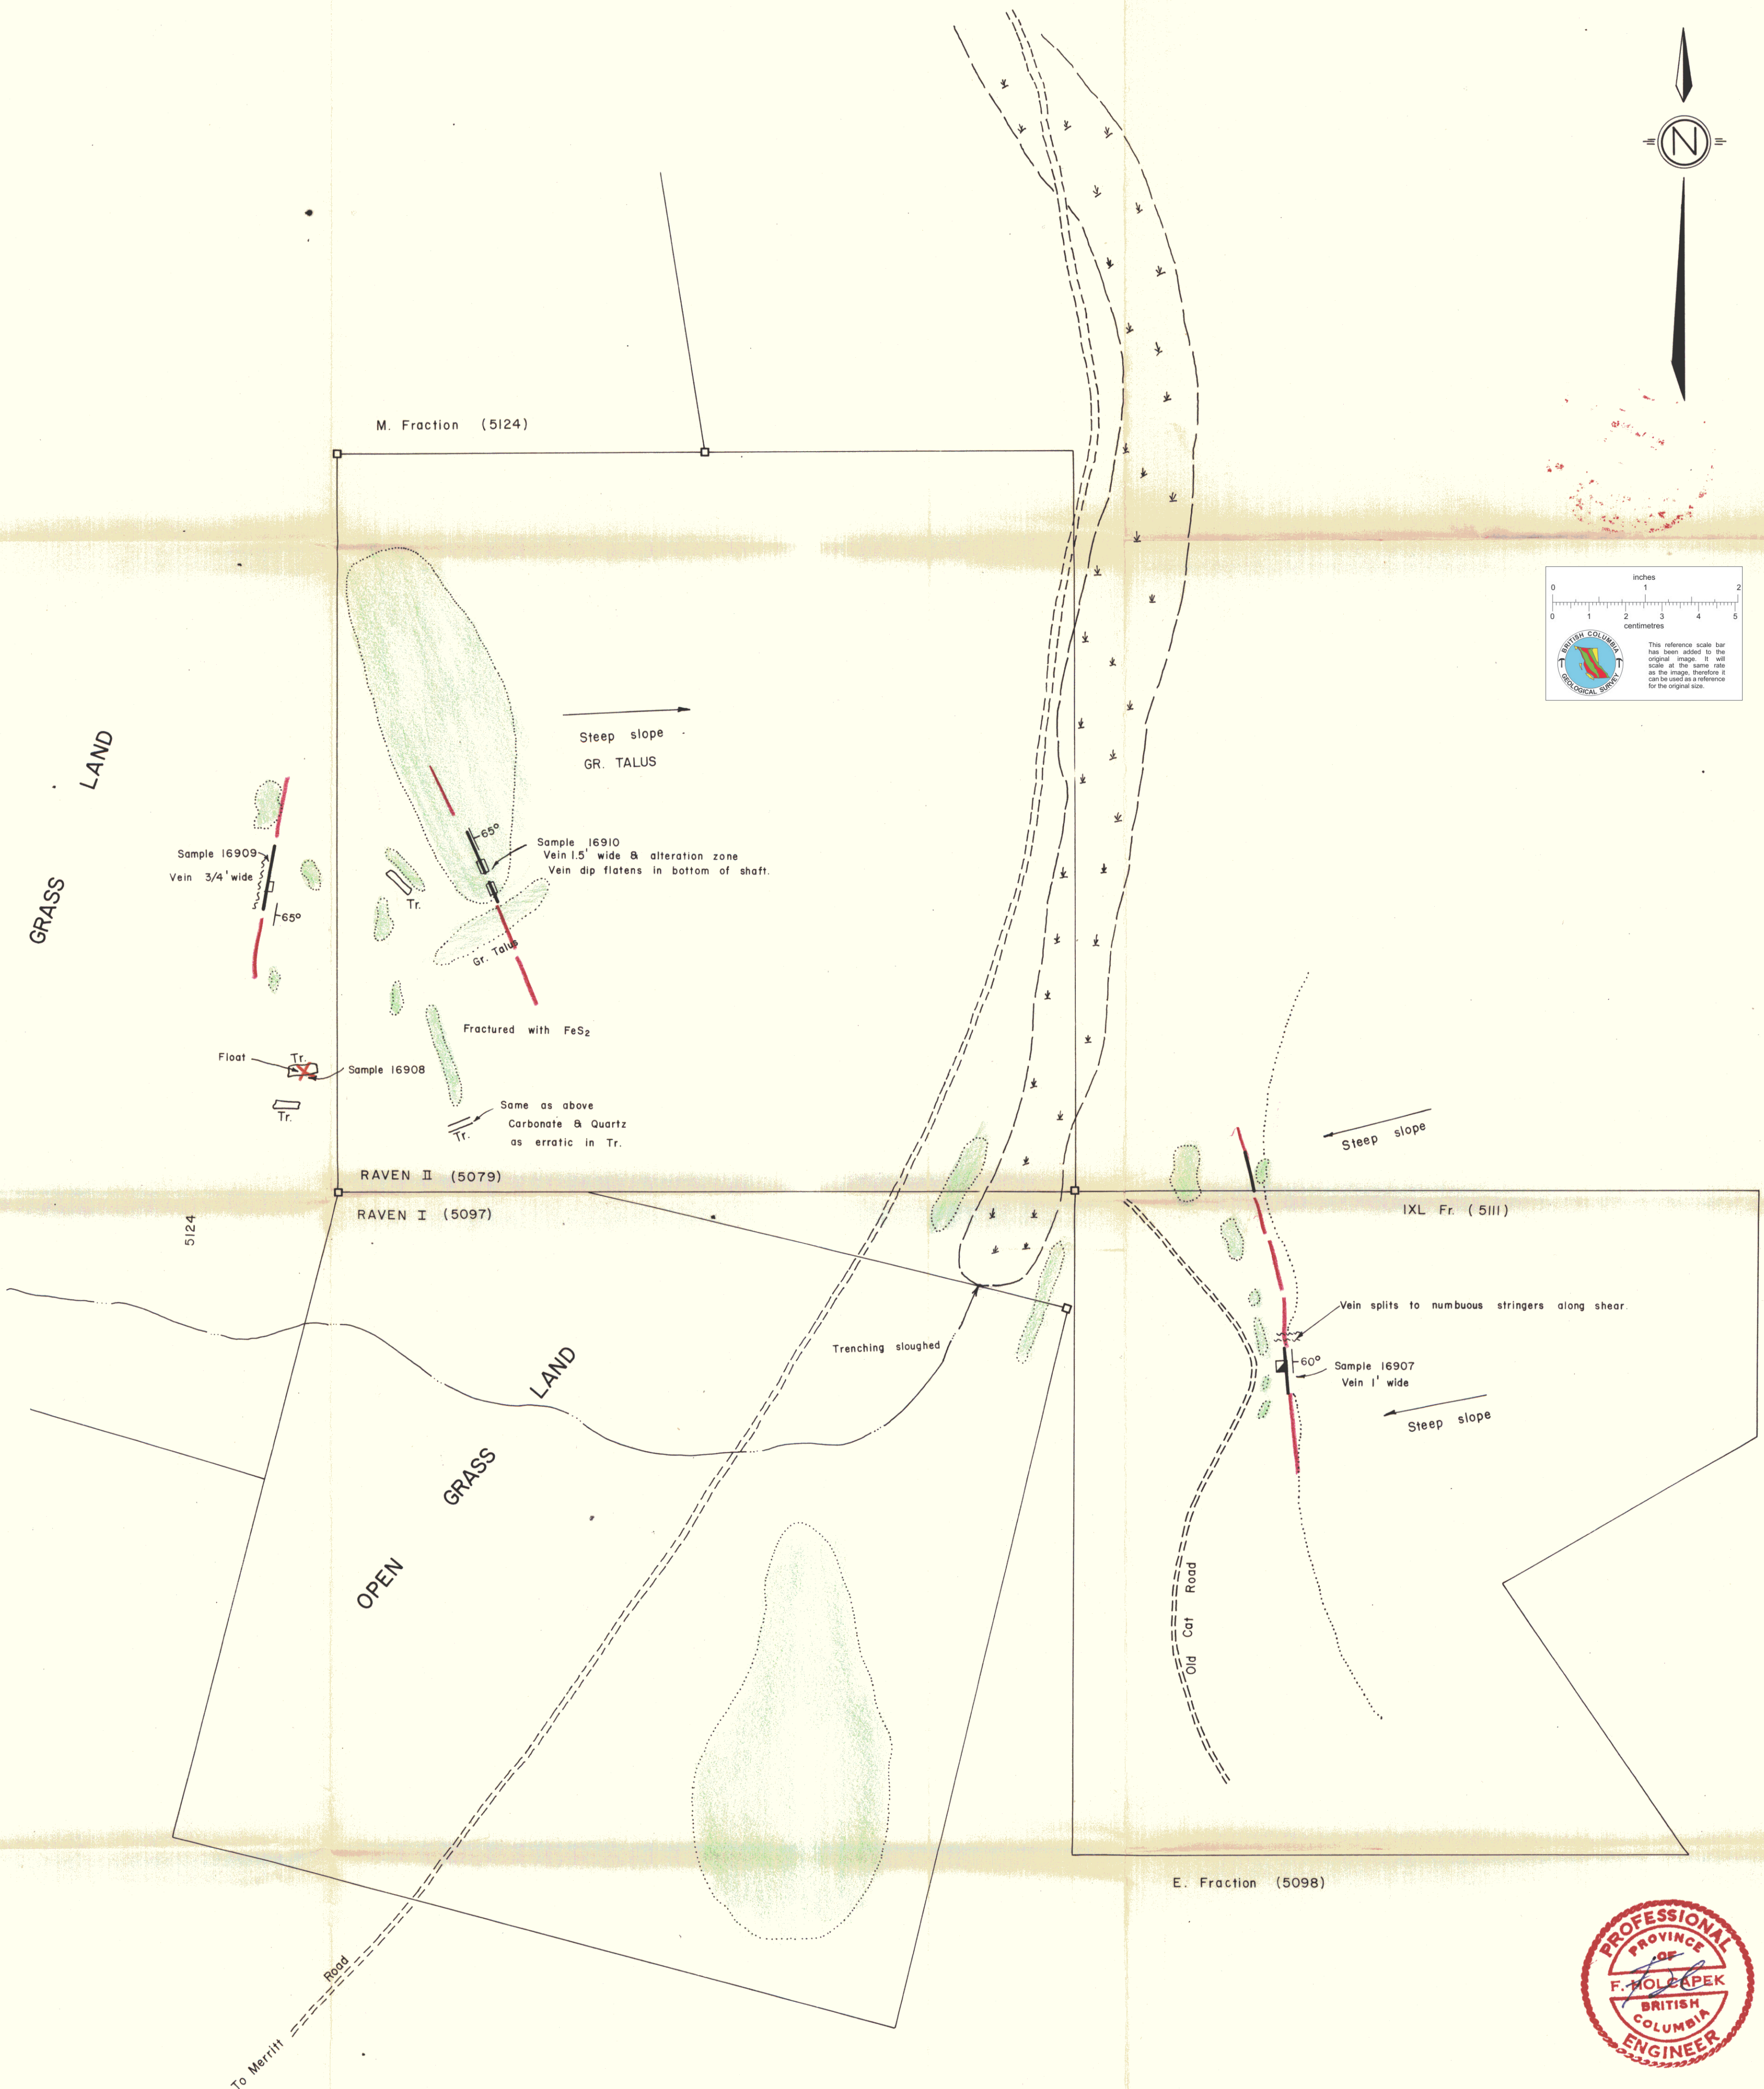 N
M. Fraction (5124)
inches
0 1 2
0 1 2 3 4 5
centimetres
BRITISH COLUMBIA
GEOLOGICAL SURVEY
This reference scale bar
has been added to the
original image. It will
scale at the same rate
as the image, therefore it
can be used as a reference
for the original size.
GRASS LAND
Steep slope
GR. TALUS
Sample 16909
Vein 3/4' wide
65°
65°
Sample 16910
Vein 1.5' wide & alteration zone
Vein dip flatens in bottom of shaft.
Tr.
Gr. Talus
Fractured with FeS2
Float
Tr.
Sample 16908
Tr.
Same as above
Carbonate & Quartz
as erratic in Tr.
Tr.
Steep slope
RAVEN II (5079)
RAVEN I (5097)
5124
IXL Fr. (5111)
Vein splits to numbuous stringers along shear.
Trenching sloughed
60°
Sample 16907
Vein 1' wide
Steep slope
OPEN GRASS LAND
Old Cat Road
E. Fraction (5098)
Road
To Merritt
PROFESSIONAL
PROVINCE
OF
F. HOLCAPEK
BRITISH
COLUMBIA
ENGINEER